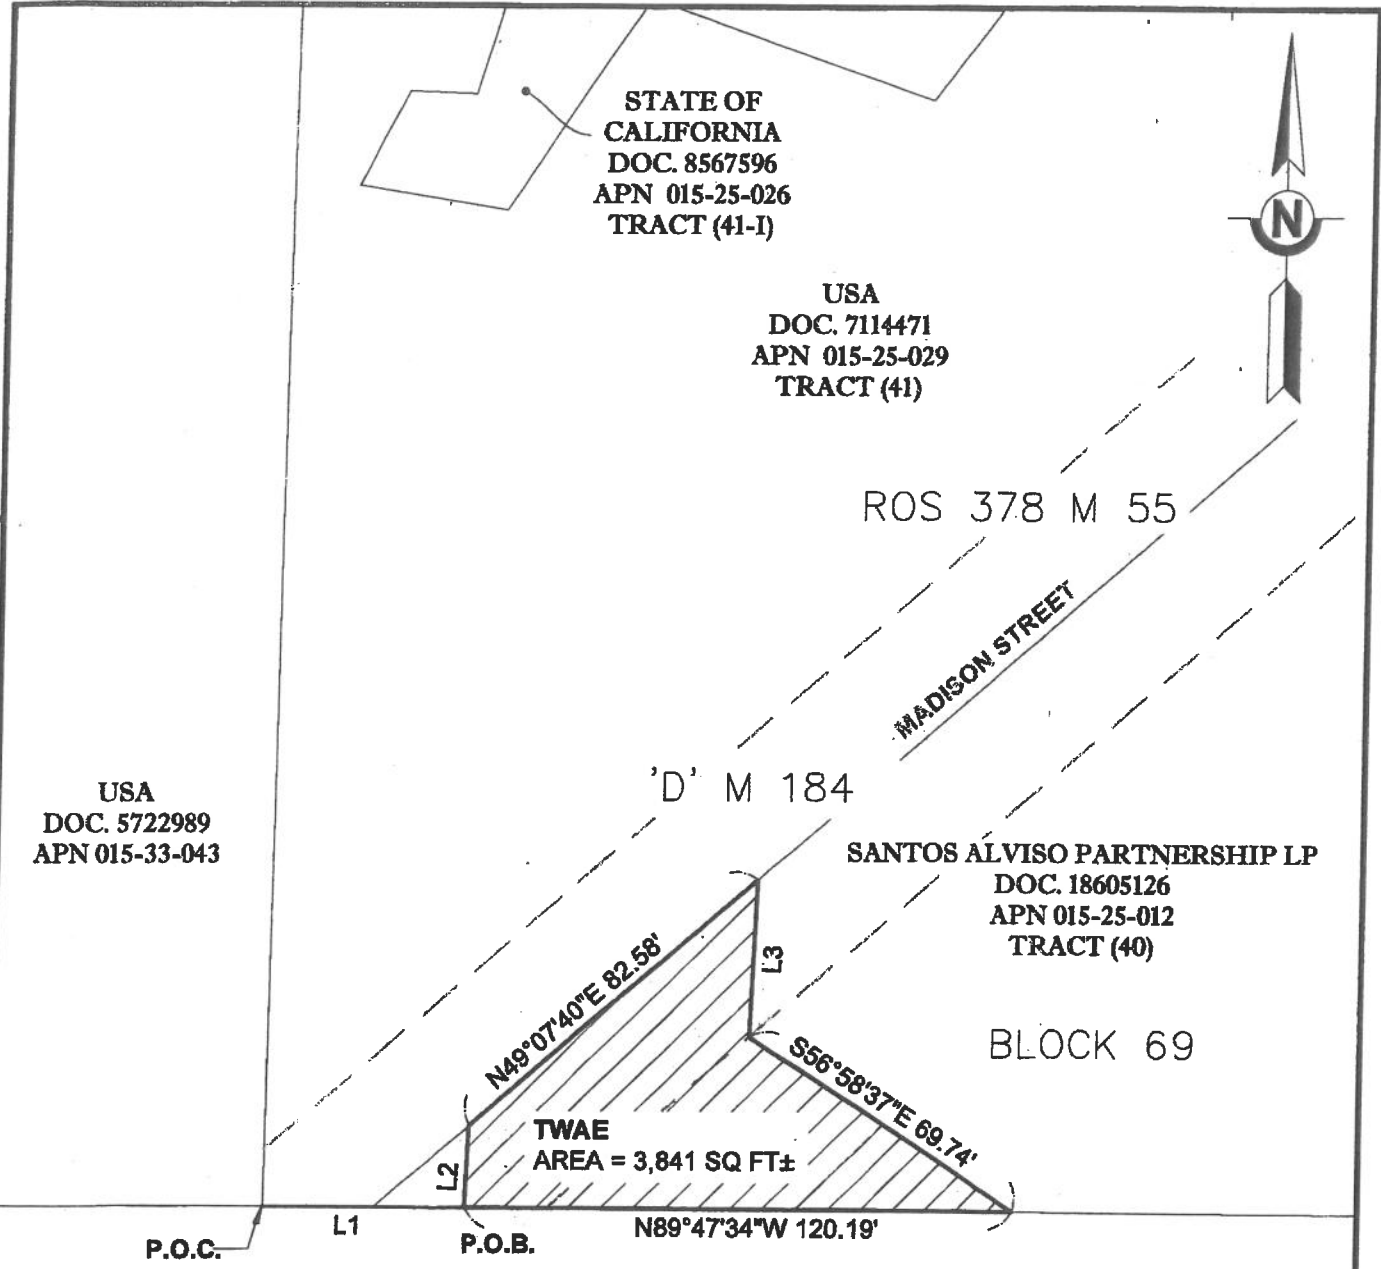 STATE OF
CALIFORNIA
DOC. 8567596
APN 015-25-026
TRACT (41-I)
N
USA
DOC. 7114471
APN 015-25-029
TRACT (41)
ROS 378 M 55
MADISON STREET
'D' M 184
USA
DOC. 5722989
APN 015-33-043
SANTOS ALVISO PARTNERSHIP LP
DOC. 18605126
APN 015-25-012
TRACT (40)
L3
N49°07'40"E 82.58'
BLOCK 69
S56°58'37"E 69.74'
TWAE
AREA = 3,841 SQ FT±
L2
L1
N89°47'34"W 120.19'
P.O.C.
P.O.B.